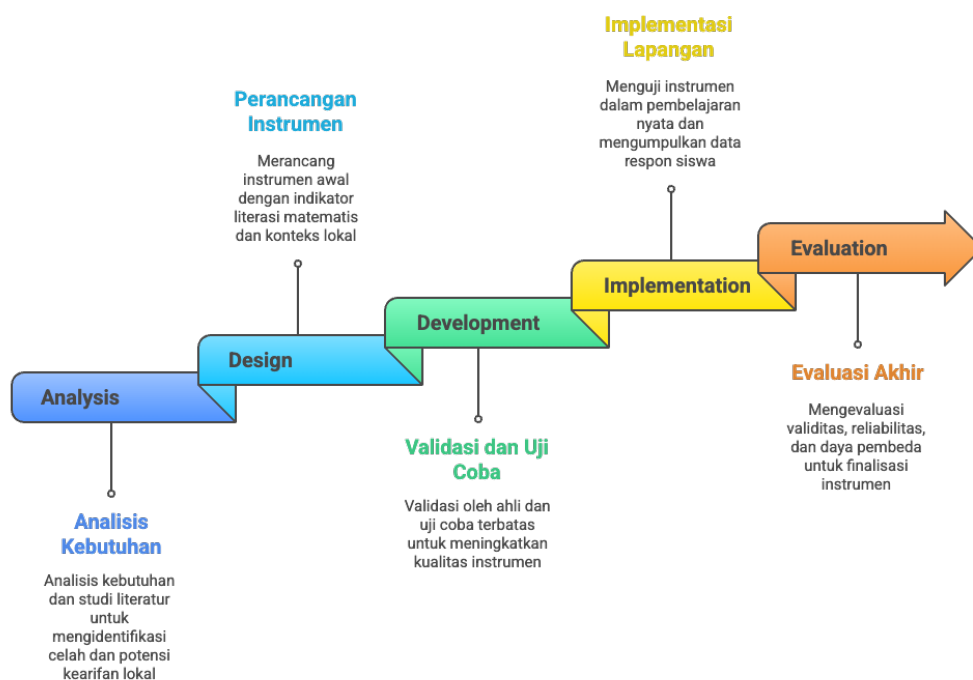 Analysis
Analisis
Kebutuhan
Analisis kebutuhan
dan studi literatur
untuk
mengidentifikasi
celah dan potensi
kearifan lokal
Perancangan
Instrumen
Merancang
instrumen awal
dengan indikator
literasi matematis
dan konteks lokal
Design
Development
Validasi dan Uji
Coba
Validasi oleh ahli dan
uji coba terbatas
untuk meningkatkan
kualitas instrumen
Implementasi
Lapangan
Menguji instrumen
dalam pembelajaran
nyata dan
mengumpulkan data
respon siswa
Implementation
Evaluation
Evaluasi Akhir
Mengevaluasi
validitas, reliabilitas,
dan daya pembeda
untuk finalisasi
instrumen